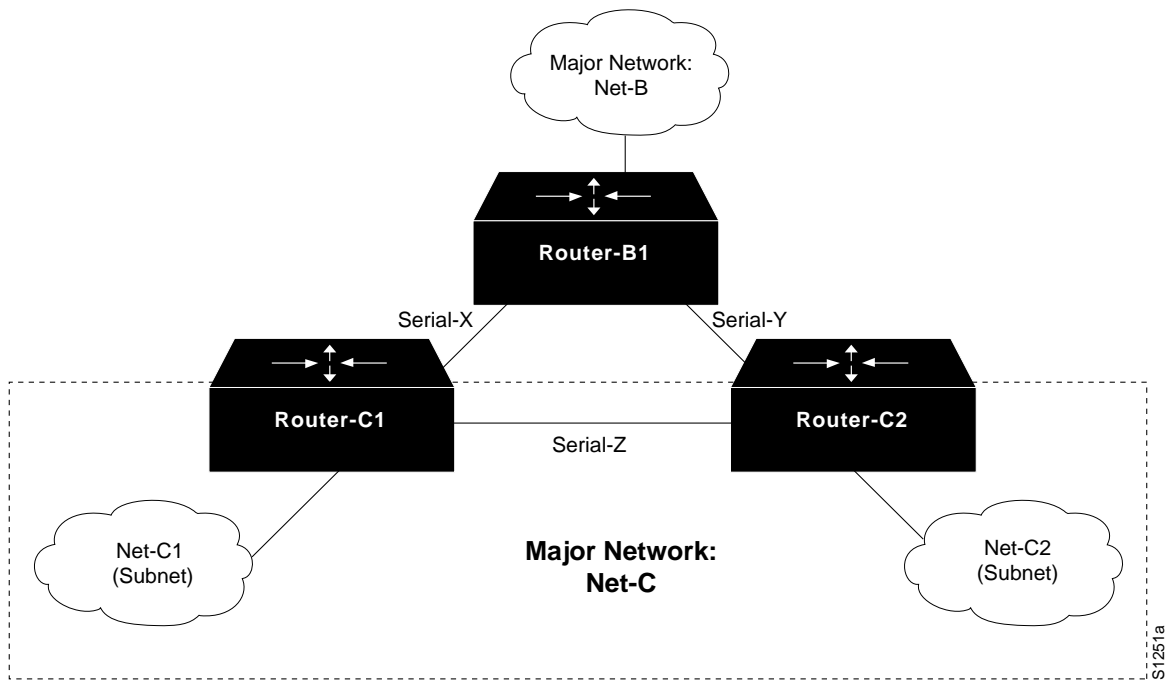 Major Network:
Net-B
Router-B1
Serial-X
Serial-Y
Router-C1
Router-C2
Serial-Z
Net-C1
(Subnet)
Major Network:
Net-C
Net-C2
(Subnet)
S1251a